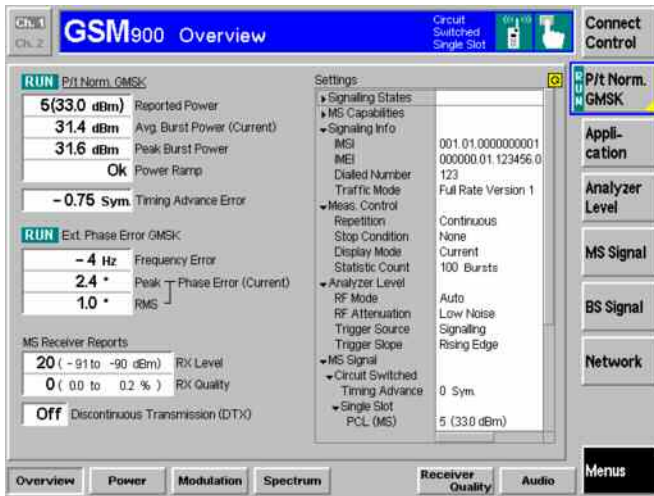 Ch. 1
Ch. 2
GSM900 Overview
Circuit
Switched
Single Slot
Connect
Control
RUN P/t Norm. GMSK
5(33.0 dBm) Reported Power
31.4 dBm Avg. Burst Power (Current)
31.6 dBm Peak Burst Power
Ok Power Ramp
-0.75 Sym. Timing Advance Error
RUN Ext. Phase Error GMSK
-4 Hz Frequency Error
2.4 ° Peak Phase Error (Current)
1.0 ° RMS
MS Receiver Reports
20 ( -91 to -90 dBm) RX Level
0 ( 0.0 to 0.2 % ) RX Quality
Off Discontinuous Transmission (DTX)
Settings
Signalling States
MS Capabilities
Signaling Info
IMSI 001.01.0000000001
IMEI 000000.01.123456.0
Dialled Number 123
Traffic Mode Full Rate Version 1
Meas. Control
Repetition Continuous
Stop Condition None
Display Mode Current
Statistic Count 100 Bursts
Analyzer Level
RF Mode Auto
RF Attenuation Low Noise
Trigger Source Signaling
Trigger Slope Rising Edge
MS Signal
Circuit Switched
Timing Advance 0 Sym.
Single Slot
PCL (MS) 5 (33.0 dBm)
RUN
P/t Norm.
GMSK
Appli-
cation
Analyzer
Level
MS Signal
BS Signal
Network
Menus
Overview Power Modulation Spectrum Receiver Quality Audio